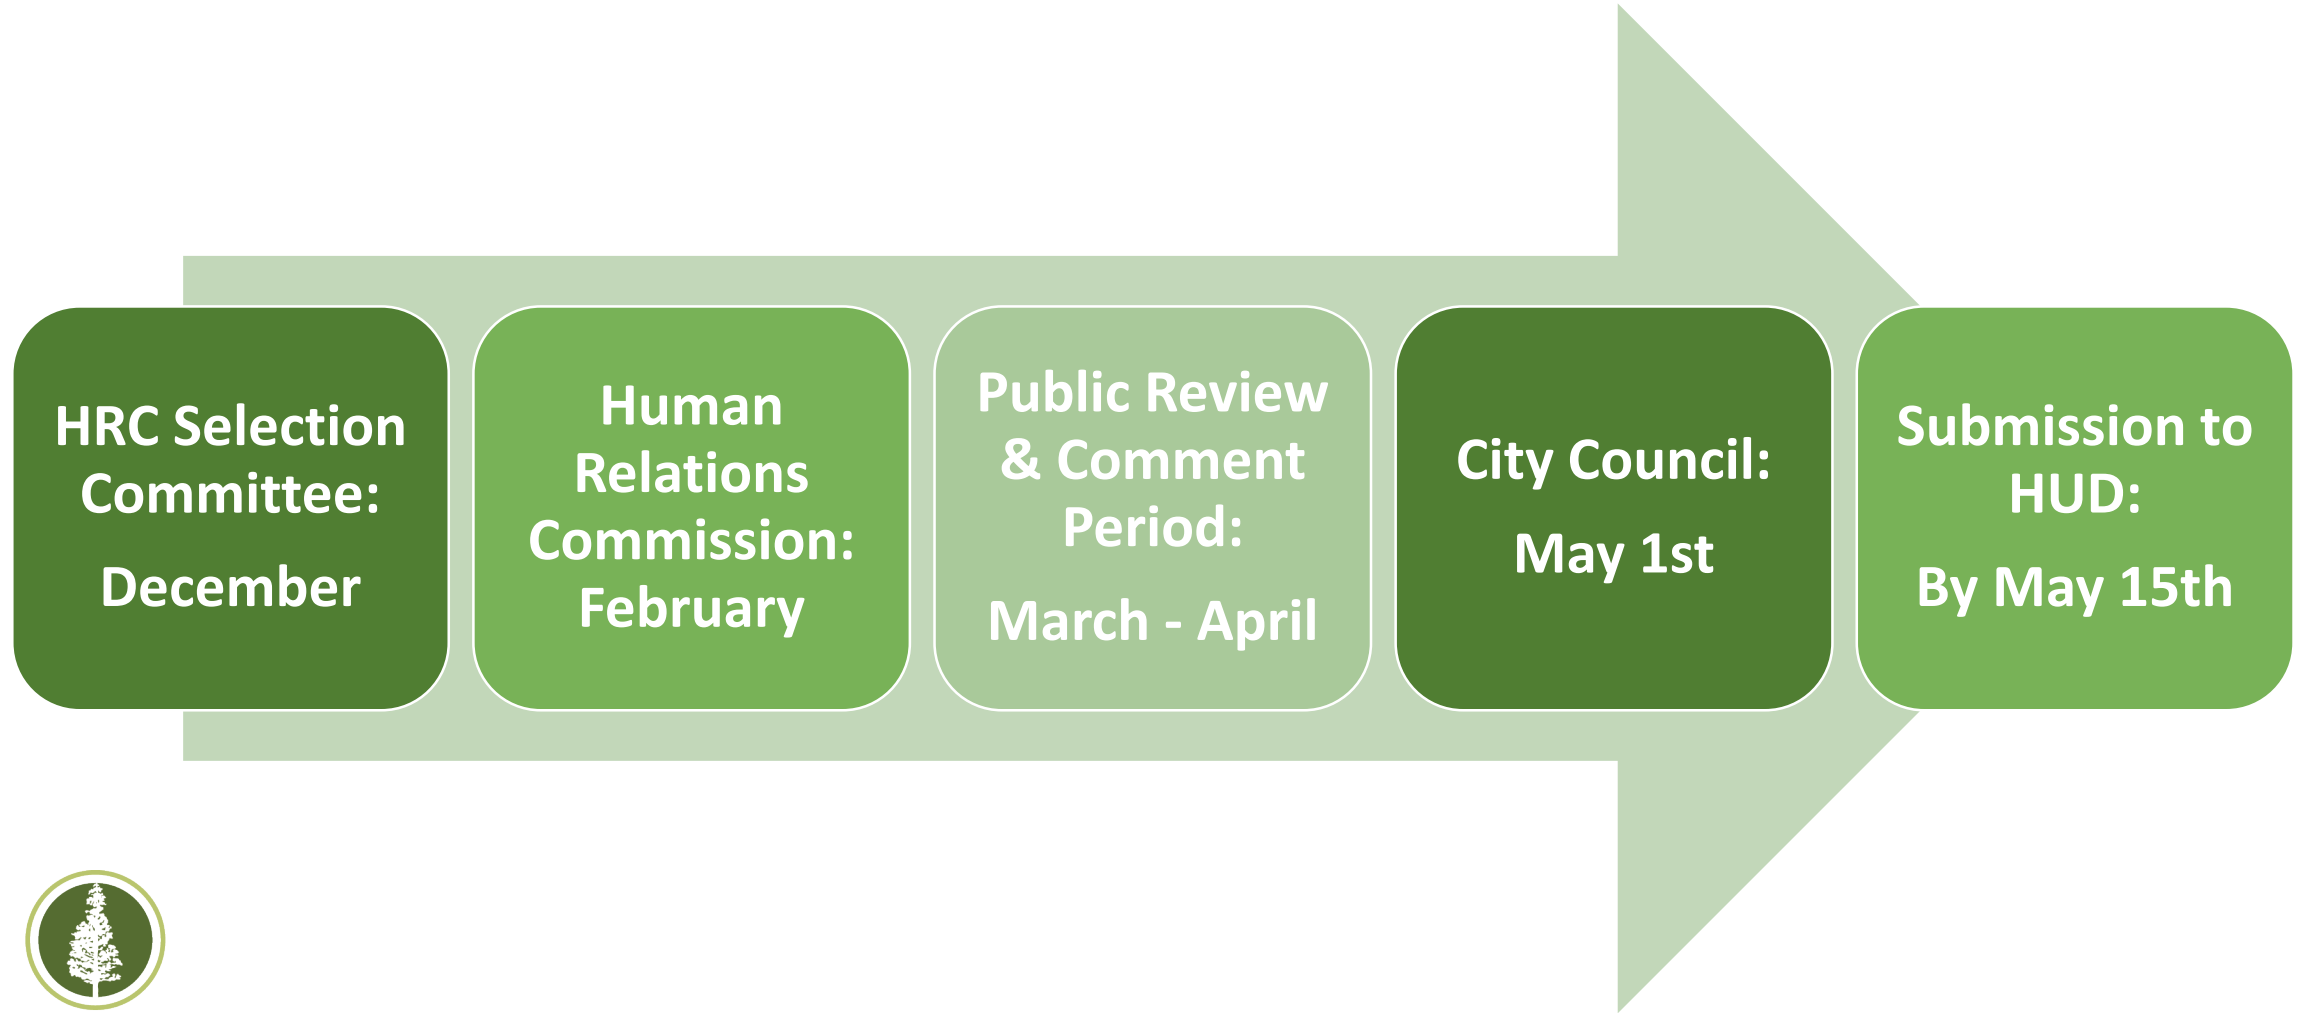 HRC Selection
Committee:
December
Human
Relations
Commission:
February
Public Review
& Comment
Period:
March - April
City Council:
May 1st
Submission to
HUD:
By May 15th